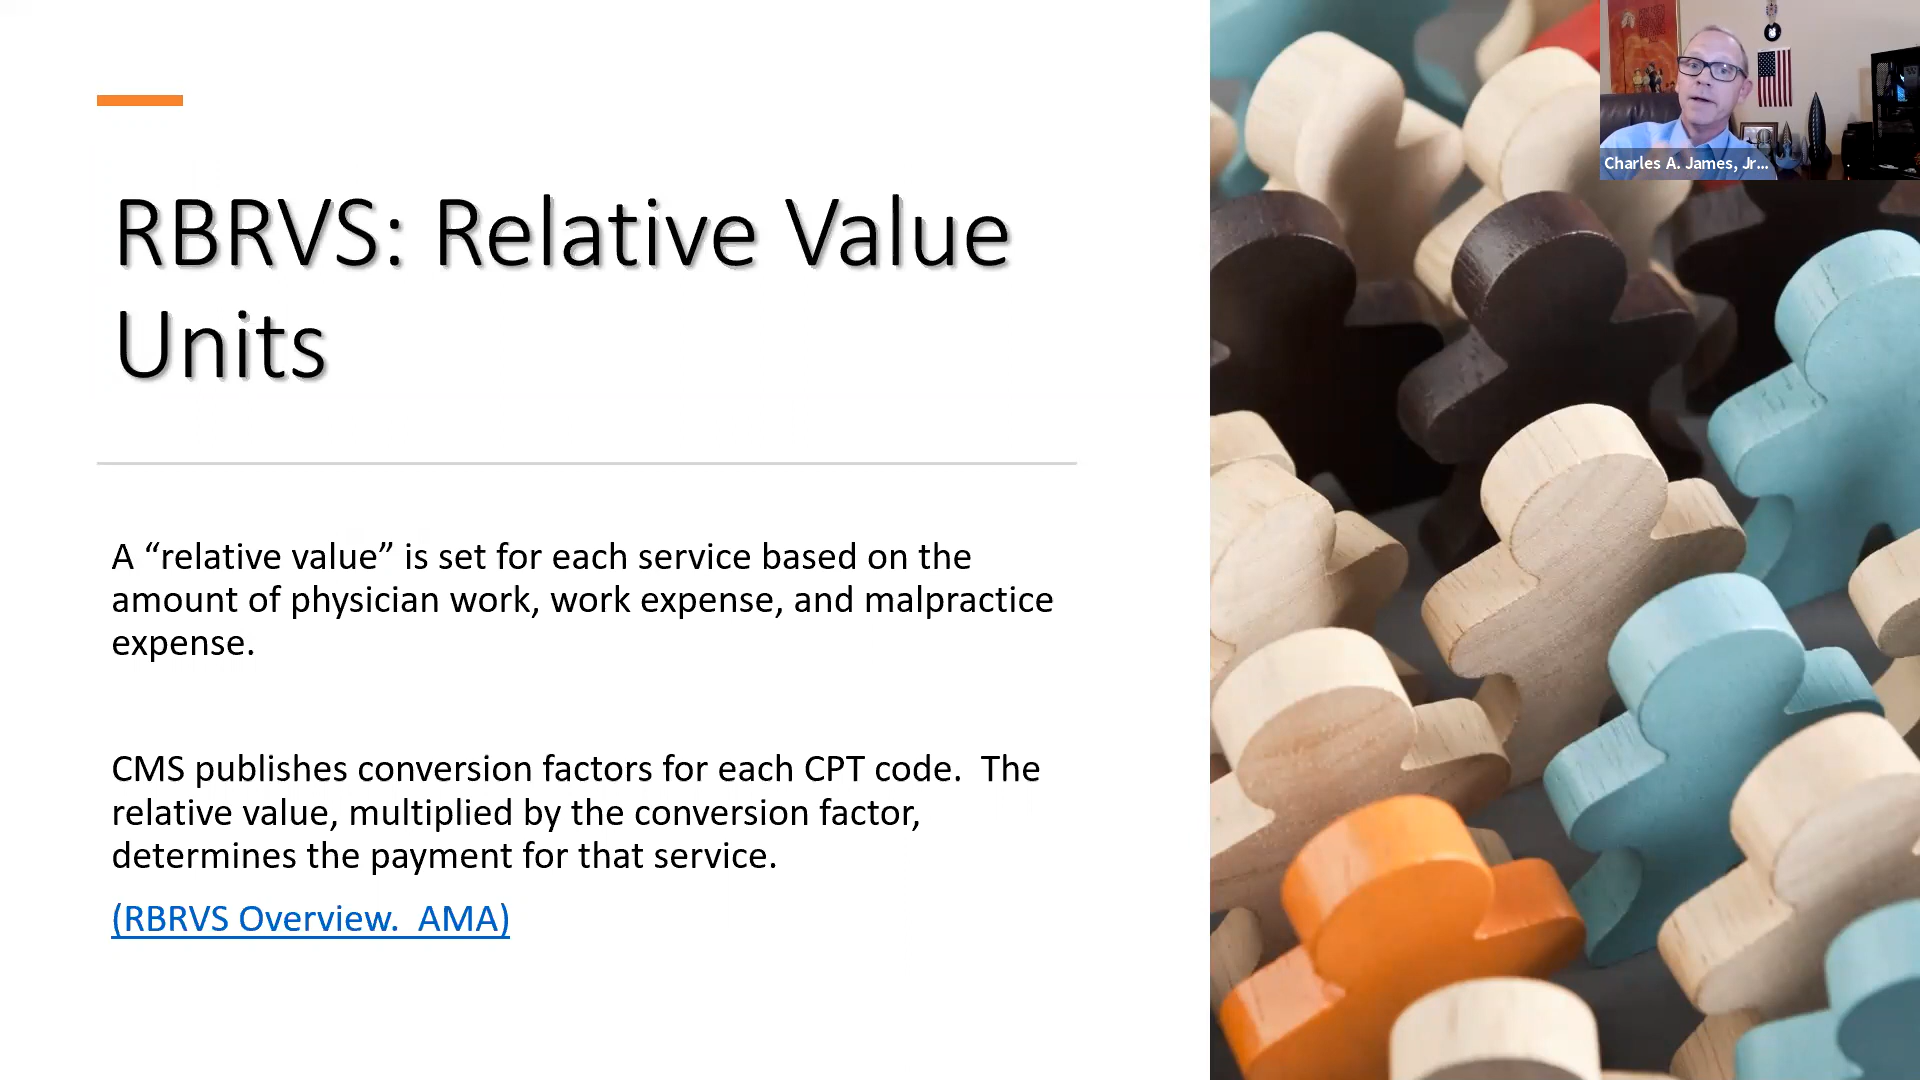 Charles A. James, Jr...
RBRVS: Relative Value
Units
A “relative value” is set for each service based on the
amount of physician work, work expense, and malpractice
expense.
CMS publishes conversion factors for each CPT code.  The
relative value, multiplied by the conversion factor,
determines the payment for that service.
(RBRVS Overview.  AMA)